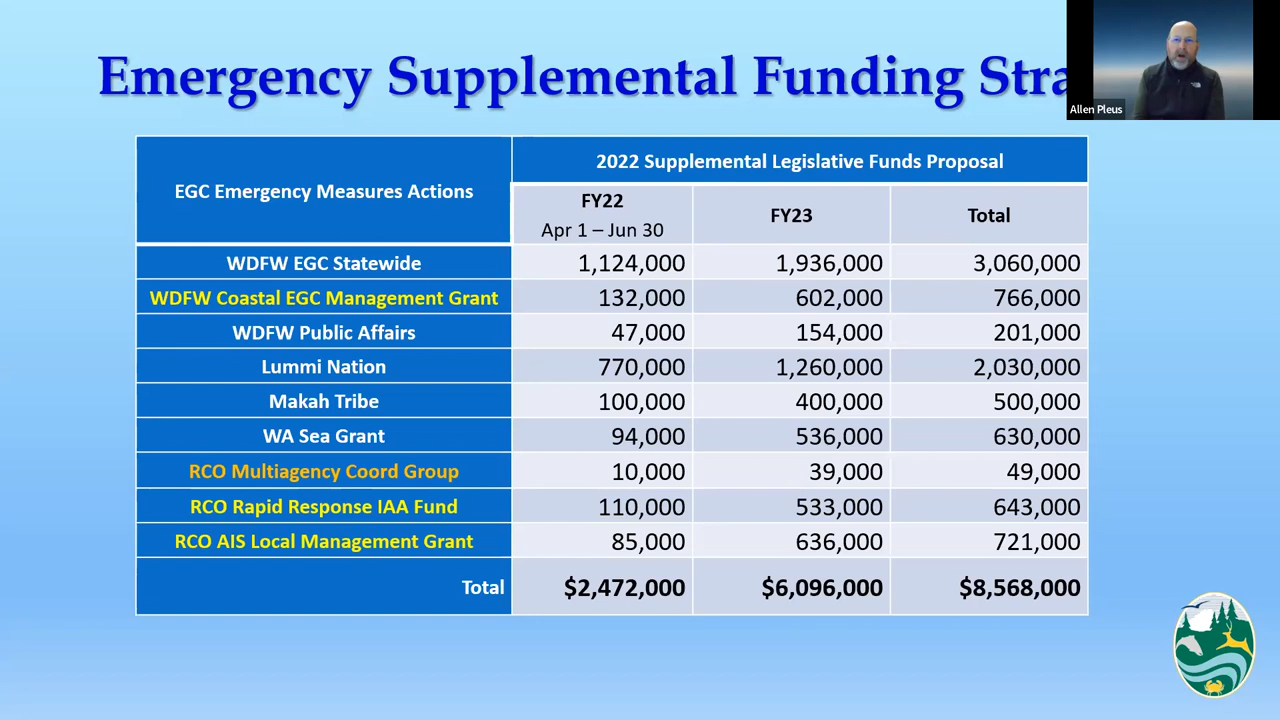 Emergency Supplemental Funding Stra
Allen Pleus
EGC Emergency Measures Actions
2022 Supplemental Legislative Funds Proposal
FY22
Apr 1 – Jun 30
FY23
Total
WDFW EGC Statewide 1,124,000 1,936,000 3,060,000
WDFW Coastal EGC Management Grant 132,000 602,000 766,000
WDFW Public Affairs 47,000 154,000 201,000
Lummi Nation 770,000 1,260,000 2,030,000
Makah Tribe 100,000 400,000 500,000
WA Sea Grant 94,000 536,000 630,000
RCO Multiagency Coord Group 10,000 39,000 49,000
RCO Rapid Response IAA Fund 110,000 533,000 643,000
RCO AIS Local Management Grant 85,000 636,000 721,000
Total $2,472,000 $6,096,000 $8,568,000